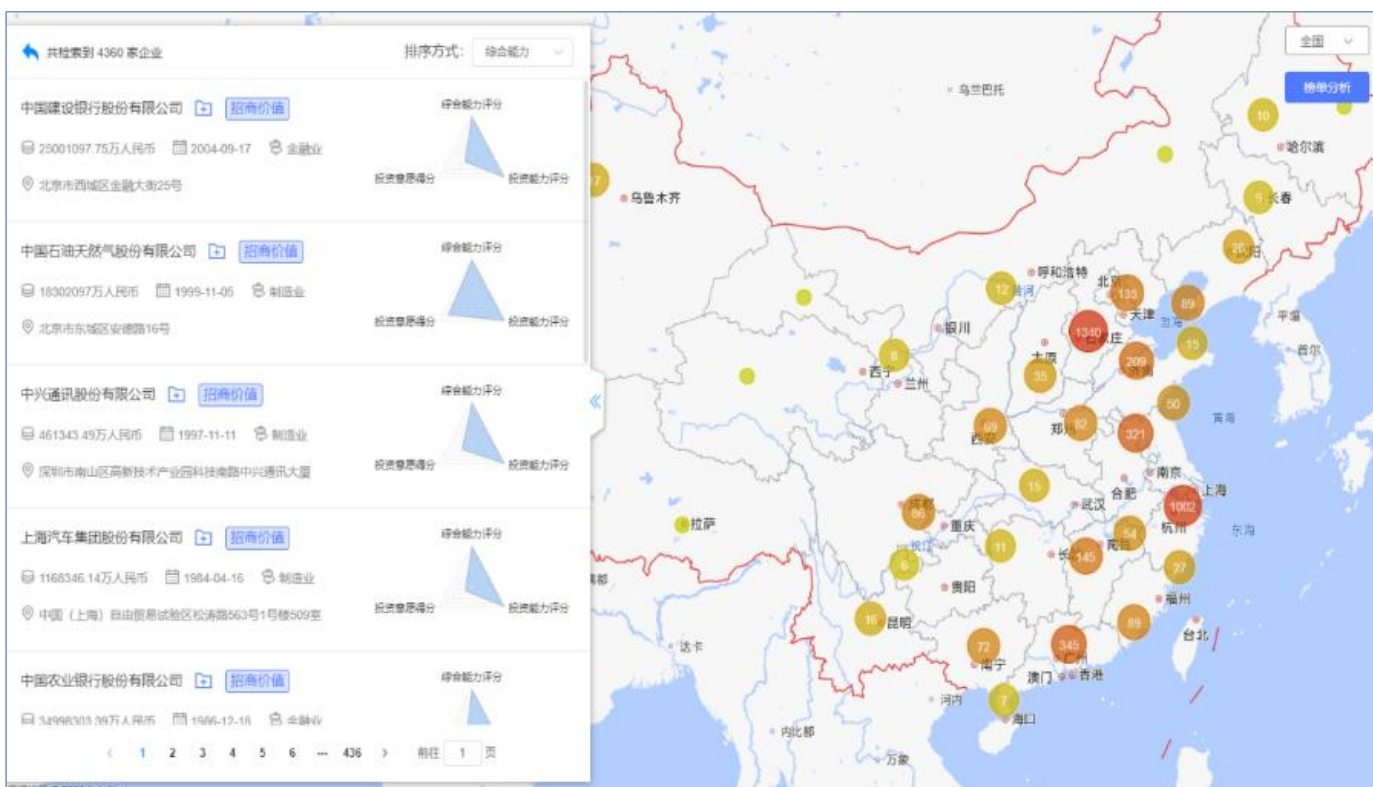 共检索到 4360 家企业
排序方式: 综合能力
中国建设银行股份有限公司 招商价值
25001097.75万人民币 2004-09-17 金融业
北京市西城区金融大街25号
综合能力评分
投资意愿得分
投资能力评分
中国石油天然气股份有限公司 招商价值
18302097万人民币 1999-11-05 制造业
北京市东城区安德路16号
综合能力评分
投资意愿得分
投资能力评分
中兴通讯股份有限公司 招商价值
461343.49万人民币 1997-11-11 制造业
深圳市南山区高新技术产业园科技南路中兴通讯大厦
综合能力评分
投资意愿得分
投资能力评分
上海汽车集团股份有限公司 招商价值
1168346.14万人民币 1984-04-16 制造业
中国（上海）自由贸易试验区松涛路563号1号楼509室
综合能力评分
投资意愿得分
投资能力评分
中国农业银行股份有限公司 招商价值
34998303.39万人民币 1986-12-18 金融业
综合能力评分
1 2 3 4 5 6 ••• 436 前往 1 页
全国
榜单分析
乌兰巴托
10
哈尔滨
9
长春
26
乌鲁木齐
呼和浩特
12
北京
135
天津
89
渤海
15
平壤
首尔
银川
1340
太原
35
209
8
西宁
兰州
50
黄海
69
西安
82
321
南京
合肥
上海
1002
杭州
东海
15
武汉
86
重庆
长江
拉萨
11
145
54
6
贵阳
27
福州
89
台北
16
昆明
72
南宁
345
澳门
香港
达卡
河内
7
海口
内比都
万象